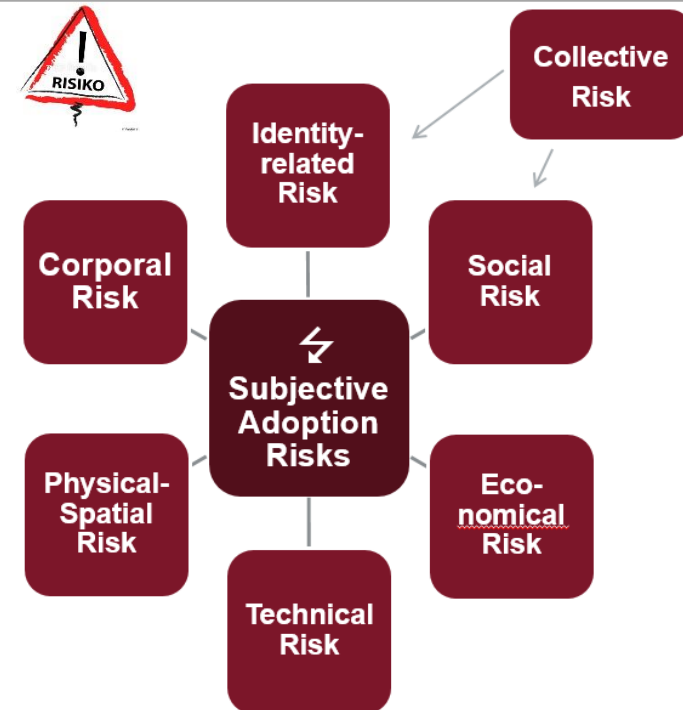 !
RISIKO
Collective
Risk
Identity-
related
Risk
Corporal
Risk
Social
Risk
Subjective
Adoption
Risks
Physical-
Spatial
Risk
Eco-
nomical
Risk
Technical
Risk